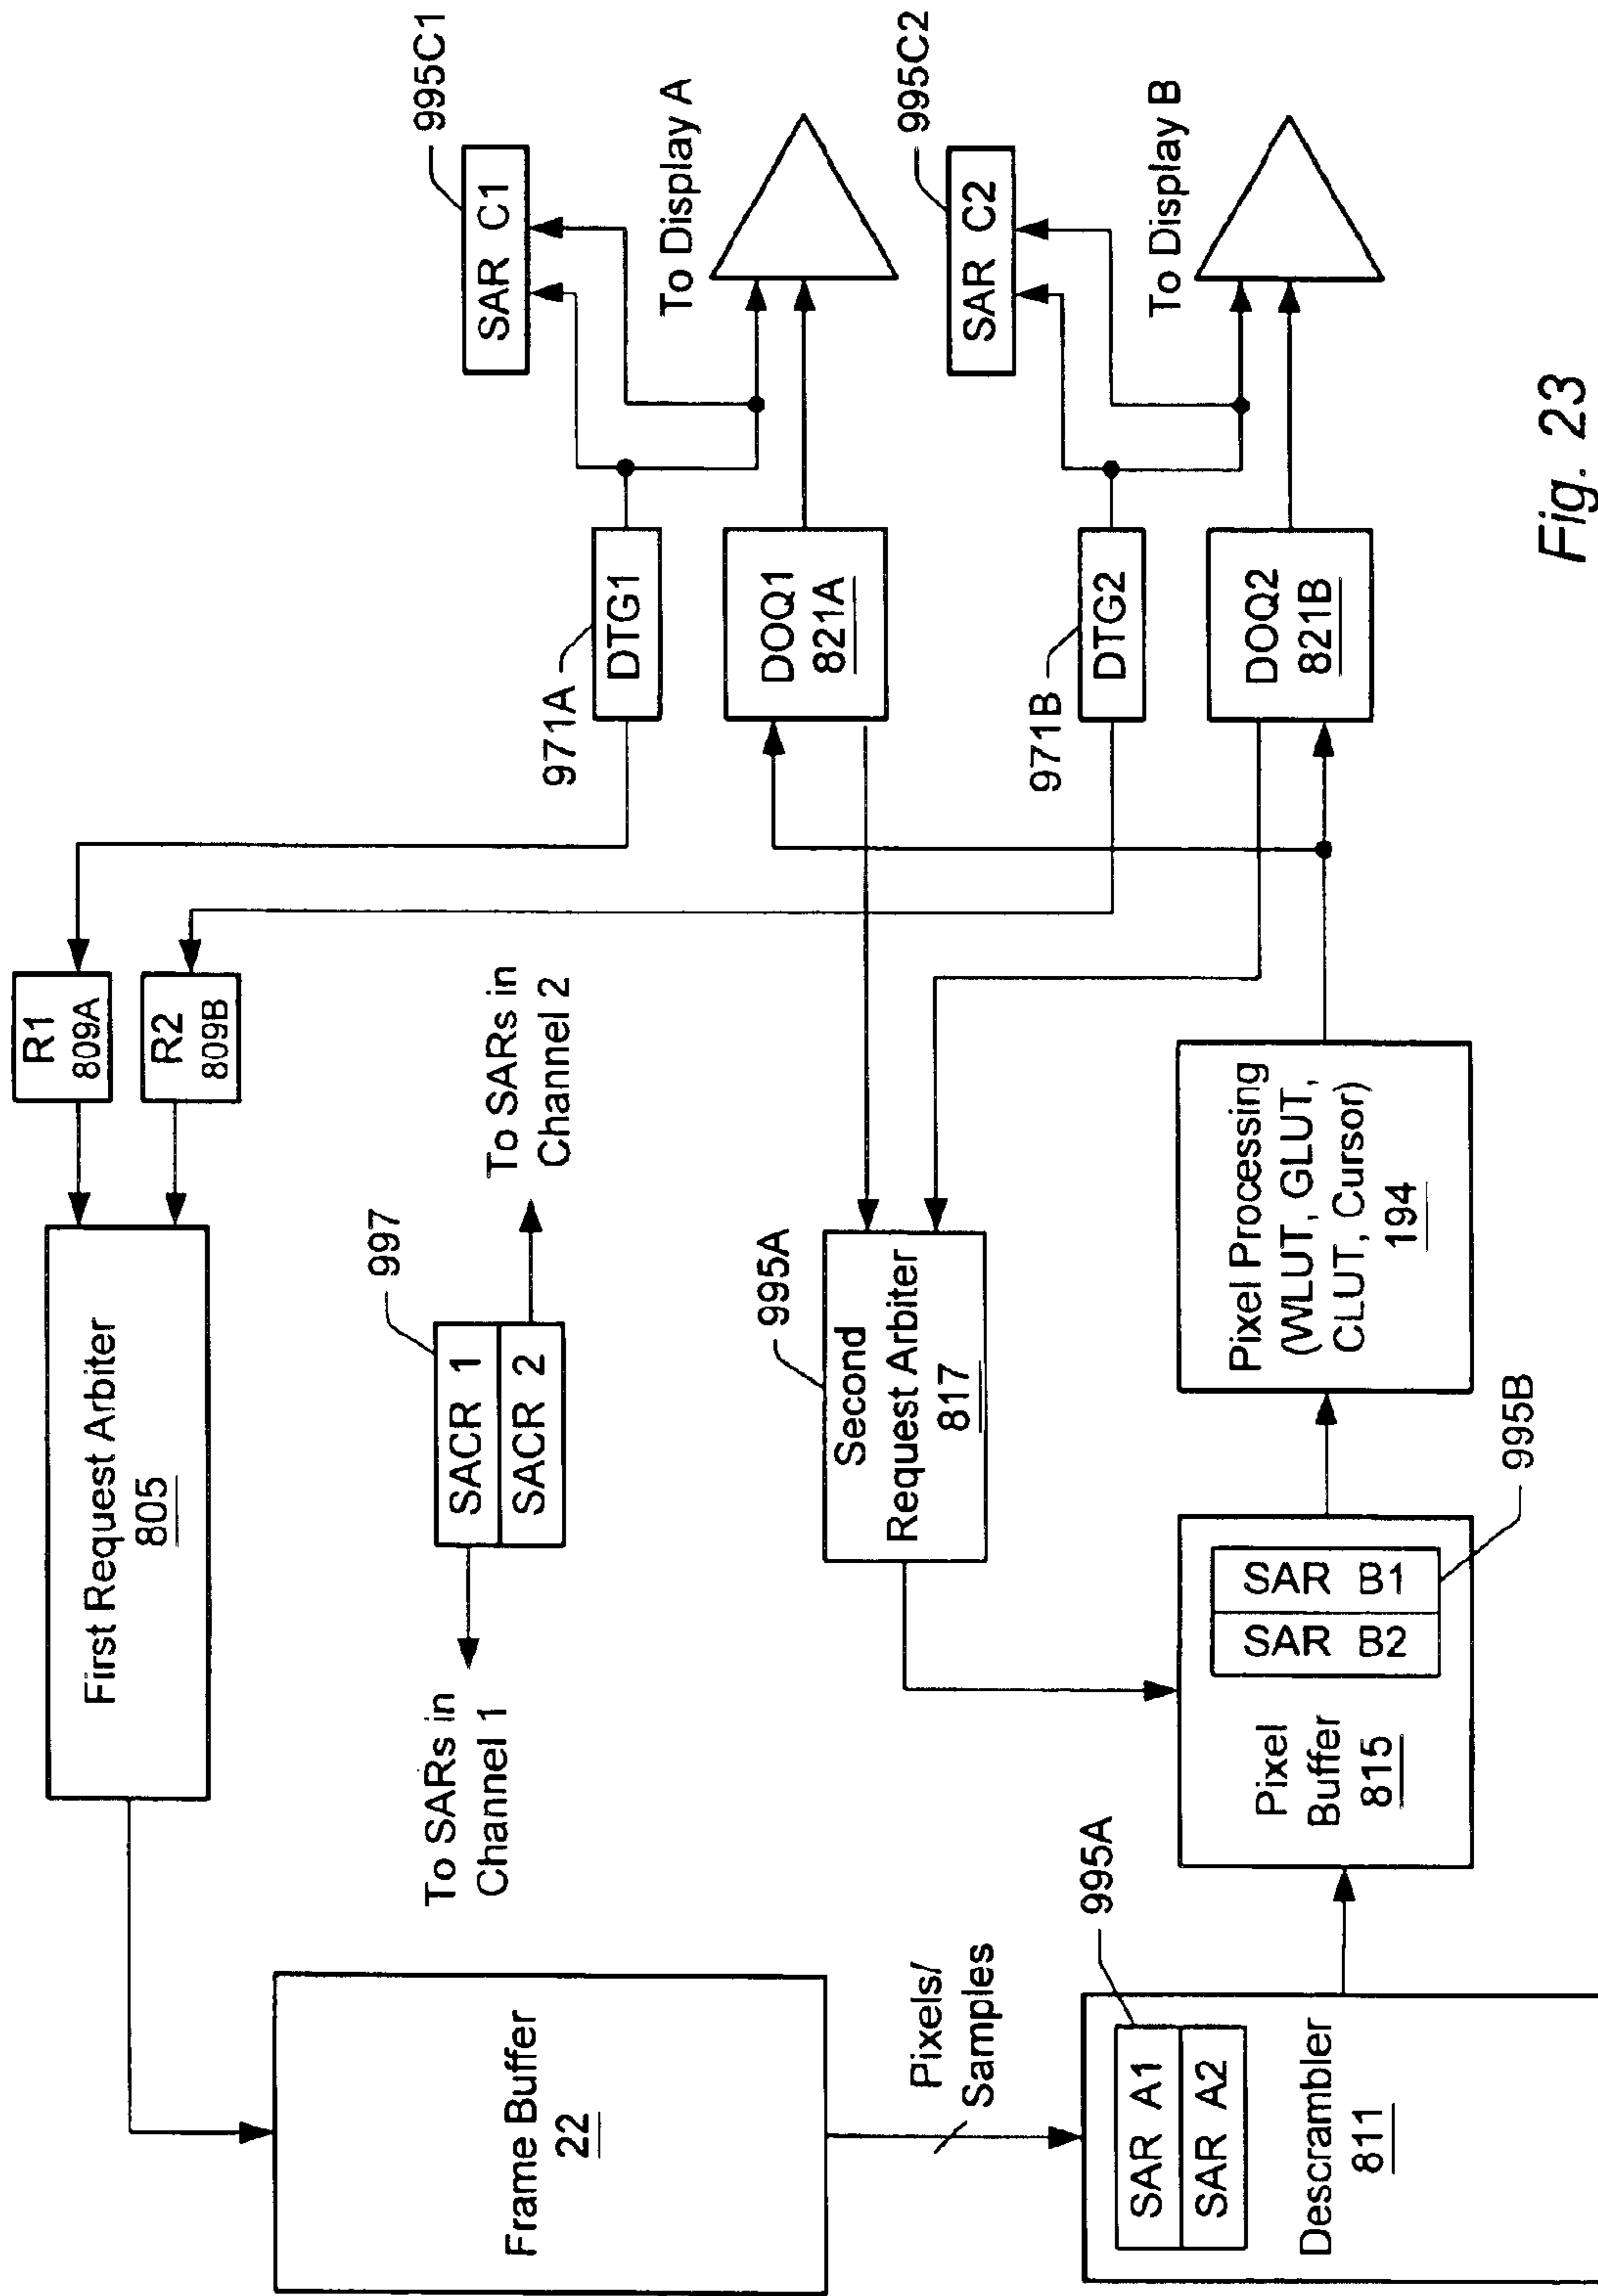 First Request Arbiter
805
R1
809A
R2
809B
Frame Buffer
22
To SARs in
Channel 1
SACR 1
SACR 2
997
To SARs in
Channel 2
971A
DTG1
SAR C1
995C1
Pixels/
Samples
995A
Second
Request Arbiter
817
DOQ1
821A
To Display A
995A
SAR A1
SAR A2
Descrambler
811
Pixel
Buffer
815
SAR B1
SAR B2
995B
Pixel Processing
(WLUT, GLUT,
CLUT, Cursor)
194
971B
DTG2
SAR C2
995C2
DOQ2
821B
To Display B
Fig. 23